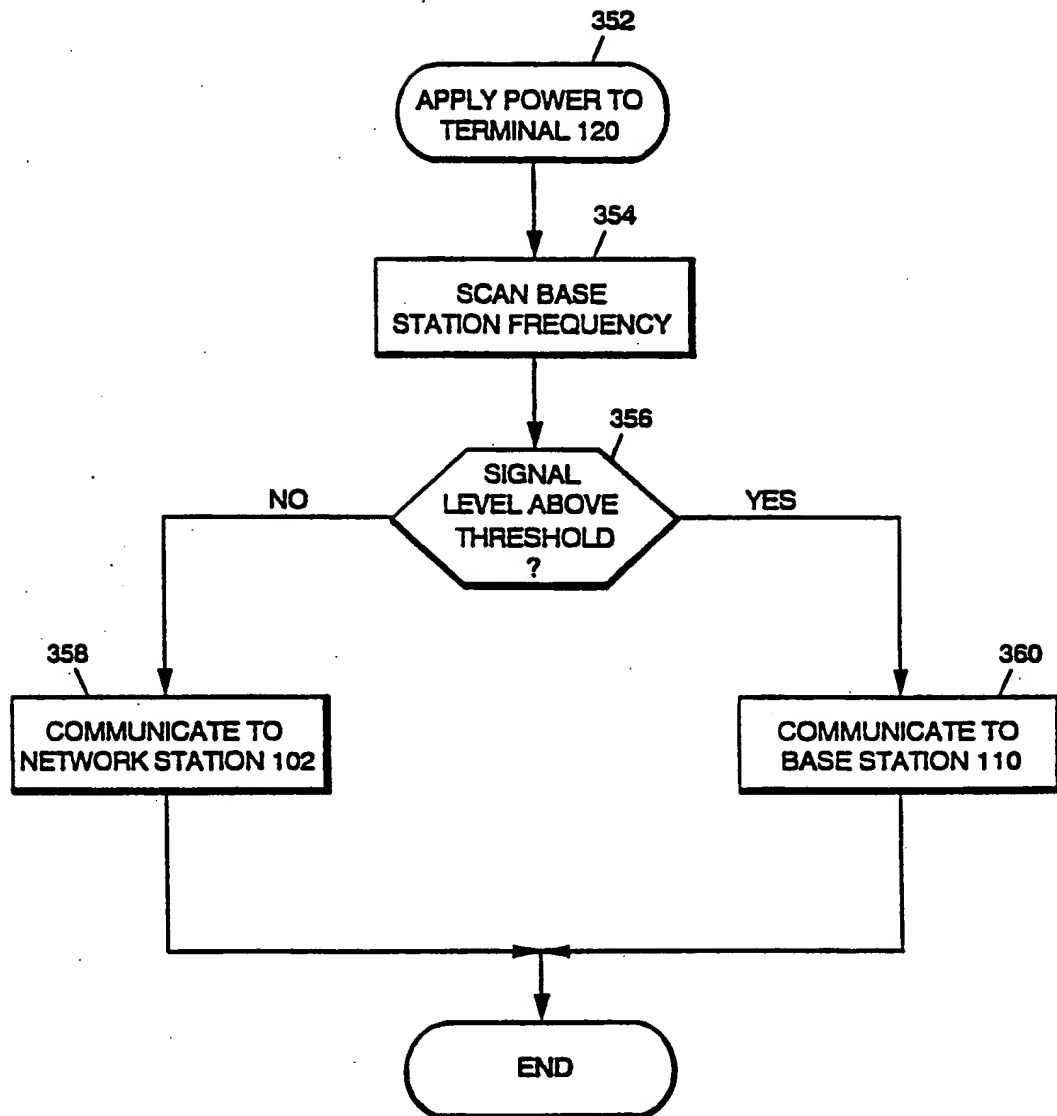 352
APPLY POWER TO
TERMINAL 120
354
SCAN BASE
STATION FREQUENCY
356
SIGNAL
LEVEL ABOVE
THRESHOLD
?
NO
YES
358
COMMUNICATE TO
NETWORK STATION 102
360
COMMUNICATE TO
BASE STATION 110
END